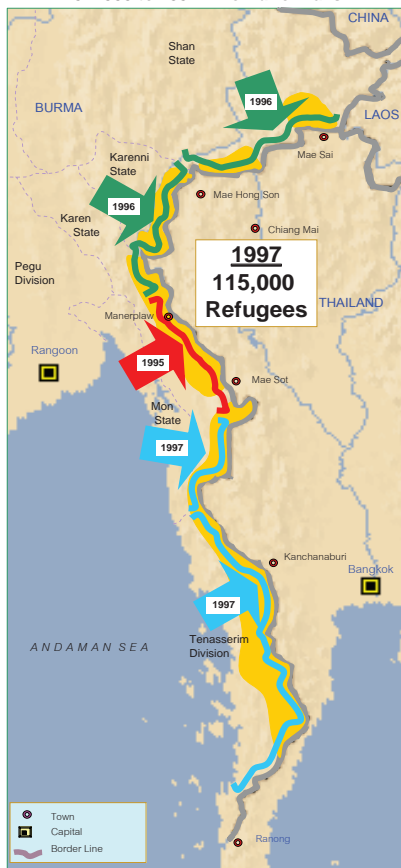 CHINA
Shan
State
1996
BURMA
LAOS
Mae Sai
Karenni
State
Mae Hong Son
1996
Karen
State
Chiang Mai
1997
115,000
Refugees
Pegu
Division
THAILAND
Manerplaw
Rangoon
1995
Mae Sot
Mon
State
1997
Kanchanaburi
Bangkok
1997
Tenasserim
Division
ANDAMAN SEA
Town
Capital
Border Line
Ranong